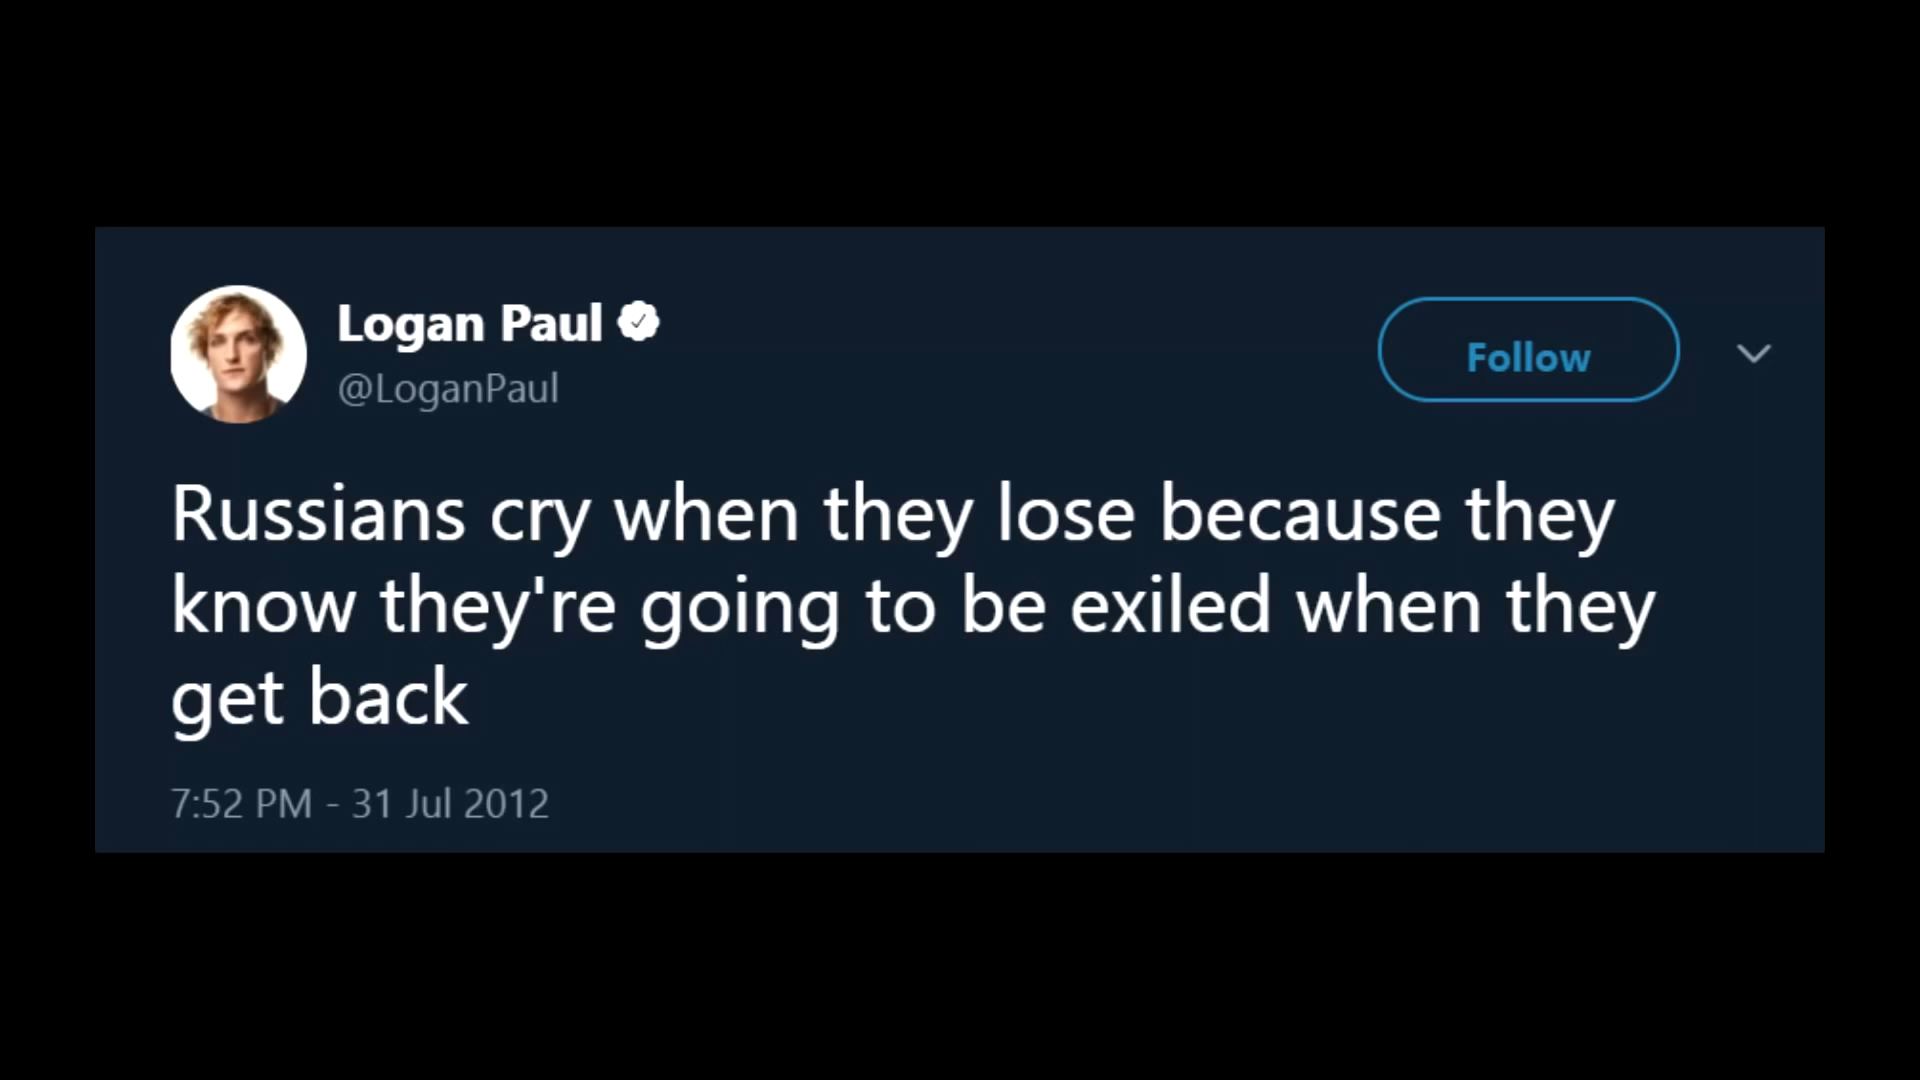 Logan Paul
@LoganPaul
Follow
Russians cry when they lose because they
know they're going to be exiled when they
get back
7:52 PM - 31 Jul 2012